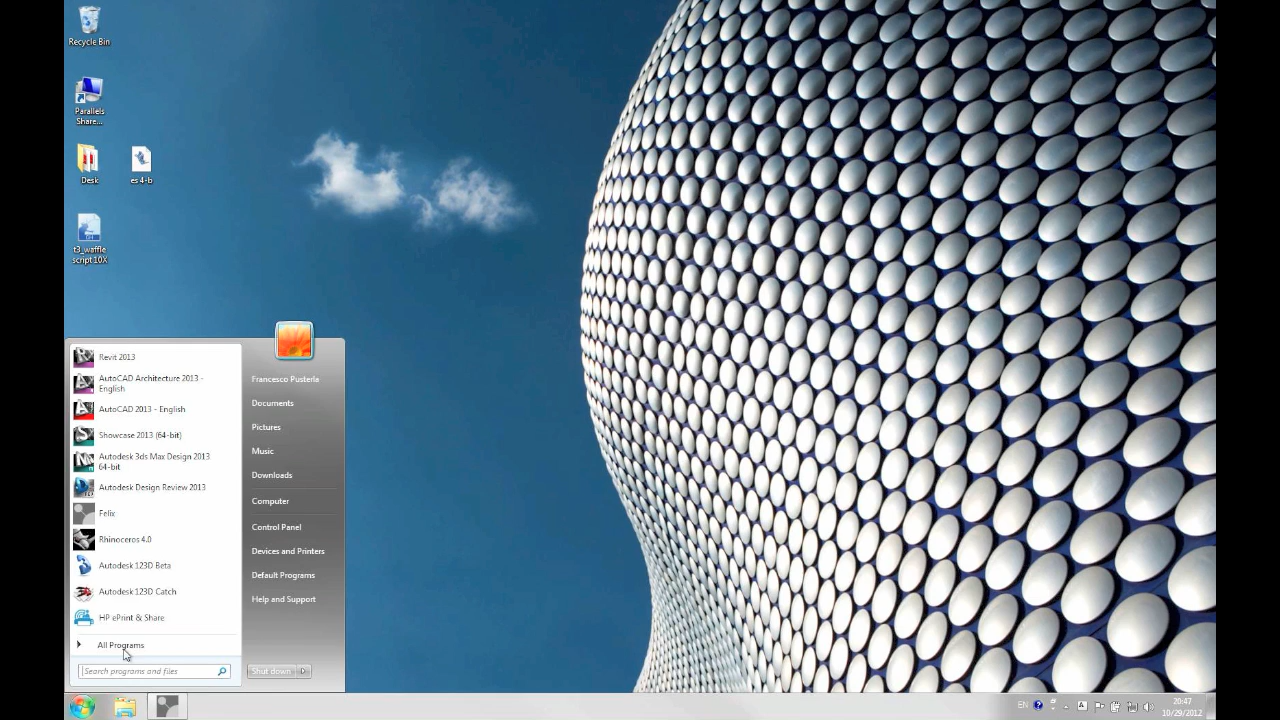 Recycle Bin
Parallels
Share...
Desk
es 4-b
t3_waffle
script 10X
Revit 2013
AutoCAD Architecture 2013 -
English
AutoCAD 2013 - English
Showcase 2013 (64-bit)
Autodesk 3ds Max Design 2013
64-bit
Autodesk Design Review 2013
Felix
Rhinoceros 4.0
Autodesk 123D Beta
Autodesk 123D Catch
HP ePrint & Share
All Programs
Search programs and files
Francesco Pusterla
Documents
Pictures
Music
Downloads
Computer
Control Panel
Devices and Printers
Default Programs
Help and Support
Shut down
EN
20:47
10/29/2012